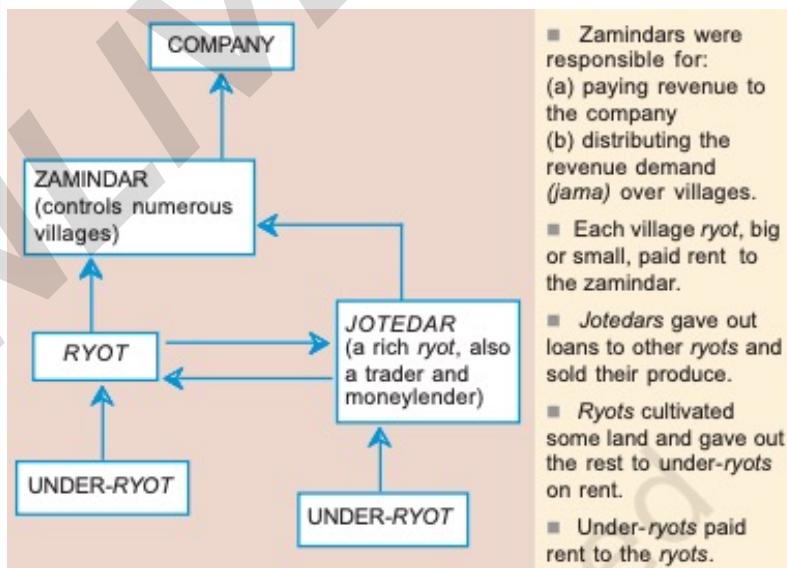 COMPANY
ZAMINDAR
(controls numerous
villages)
RYOT
JOTEDAR
(a rich ryot, also
a trader and
moneylender)
UNDER-RYOT
UNDER-RYOT
■ Zamindars were
responsible for:
(a) paying revenue to
the company
(b) distributing the
revenue demand
(jama) over villages.
■ Each village ryot, big
or small, paid rent to
the zamindar.
■ Jotedars gave out
loans to other ryots and
sold their produce.
■ Ryots cultivated
some land and gave out
the rest to under-ryots
on rent.
■ Under-ryots paid
rent to the ryots.